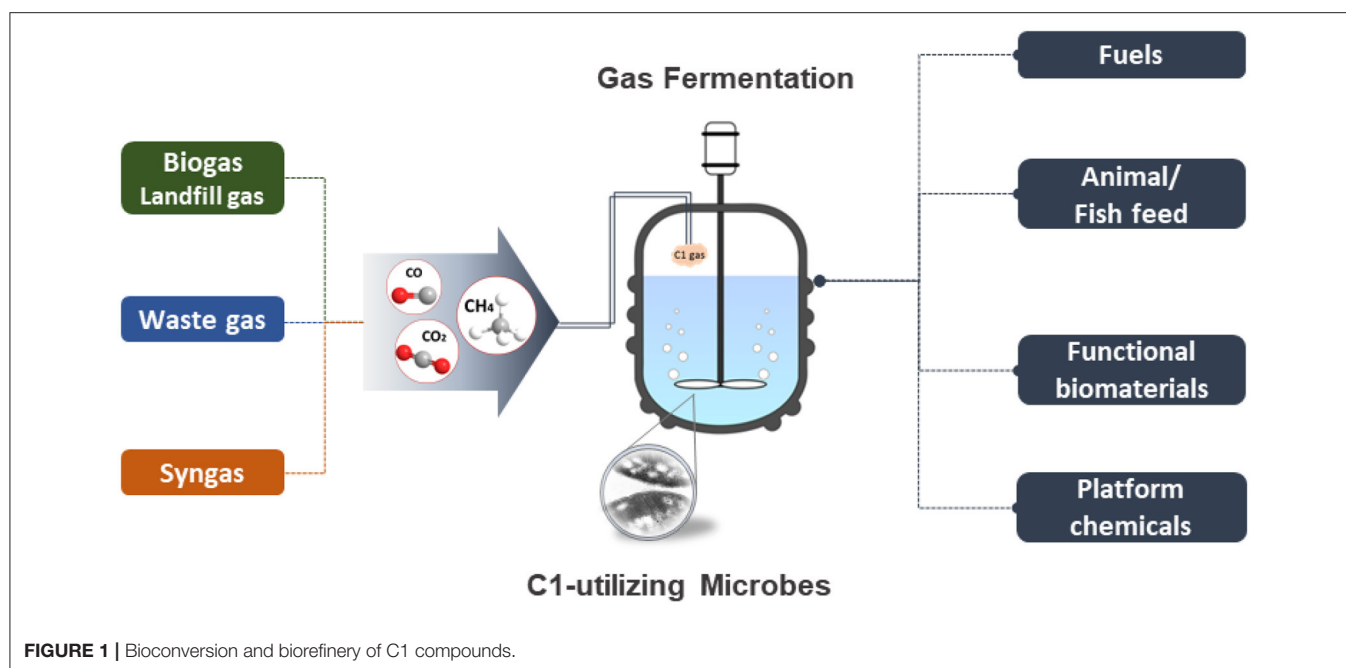 Gas Fermentation
Biogas
Landfill gas
Waste gas
Syngas
CO
CH₄
CO₂
C1 gas
C1-utilizing Microbes
Fuels
Animal/
Fish feed
Functional
biomaterials
Platform
chemicals
FIGURE 1 | Bioconversion and biorefinery of C1 compounds.